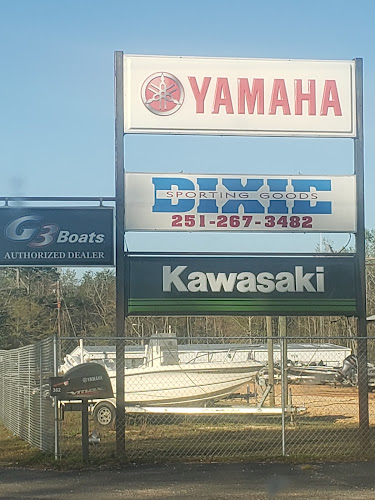 YAMAHA
DIXIE
SPORTING GOODS
251-267-3482
G3 Boats
AUTHORIZED DEALER
Kawasaki